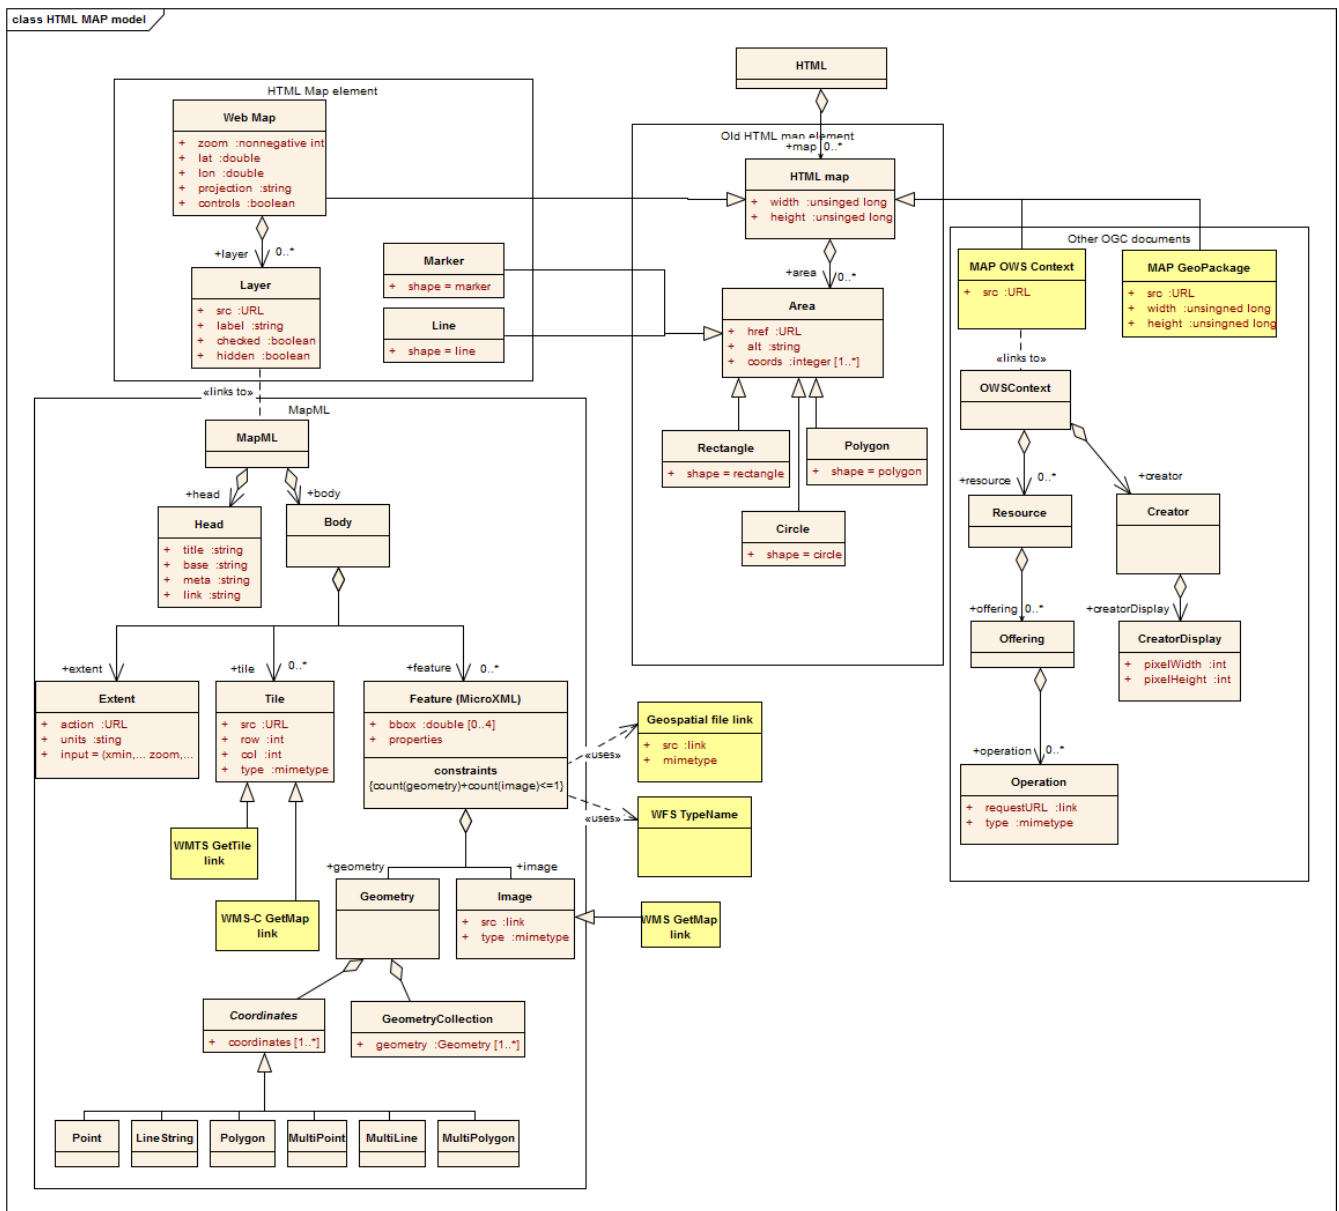 class HTML MAP model
HTML
HTML Map element
Web Map
+ zoom :nonnegative int
+ lat :double
+ lon :double
+ projection :string
+ controls :boolean
+layer 0..*
Layer
+ src :URL
+ label :string
+ checked :boolean
+ hidden :boolean
Marker
+ shape = marker
Line
+ shape = line
«links to»
Old HTML map element
+map 0..*
HTML map
+ width :unsinged long
+ height :unsinged long
+area 0..*
Area
+ href :URL
+ alt :string
+ coords :integer [1..*]
Rectangle
+ shape = rectangle
Polygon
+ shape = polygon
Circle
+ shape = circle
Other OGC documents
MAP OWS Context
+ src :URL
MAP GeoPackage
+ src :URL
+ width :unsingned long
+ height :unsingned long
«links to»
OWSContext
+resource 0..*
+creator
Resource
Creator
+offering 0..*
+creatorDisplay
Offering
CreatorDisplay
+ pixelWidth :int
+ pixelHeight :int
+operation 0..*
Operation
+ requestURL :link
+ type :mimetype
MapML
MapML
+head
+body
Head
+ title :string
+ base :string
+ meta :string
+ link :string
Body
+extent
+tile 0..*
+feature 0..*
Extent
+ action :URL
+ units :sting
+ input = (xmin,... zoom,...
Tile
+ src :URL
+ row :int
+ col :int
+ type :mimetype
Feature (MicroXML)
+ bbox :double [0..4]
+ properties
constraints
{count(geometry)+count(image)<=1}
«uses»
Geospatial file link
+ src :link
+ mimetype
«uses»
WFS TypeName
WMTS GetTile
link
WMS-C GetMap
link
+geometry
+image
Geometry
Image
+ src :link
+ type :mimetype
WMS GetMap
link
Coordinates
+ coordinates [1..*]
GeometryCollection
+ geometry :Geometry [1..*]
Point
LineString
Polygon
MultiPoint
MultiLine
MultiPolygon